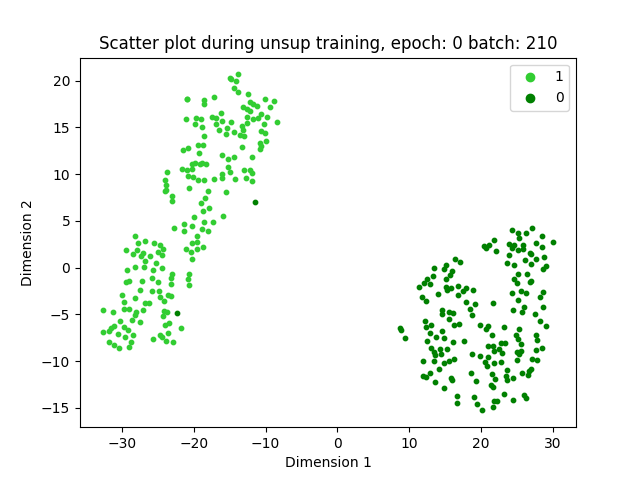 Scatter plot during unsup training, epoch: 0 batch: 210
1
0
20
15
10
5
0
−5
−10
−15
Dimension 2
−30 −20 −10 0 10 20 30
Dimension 1